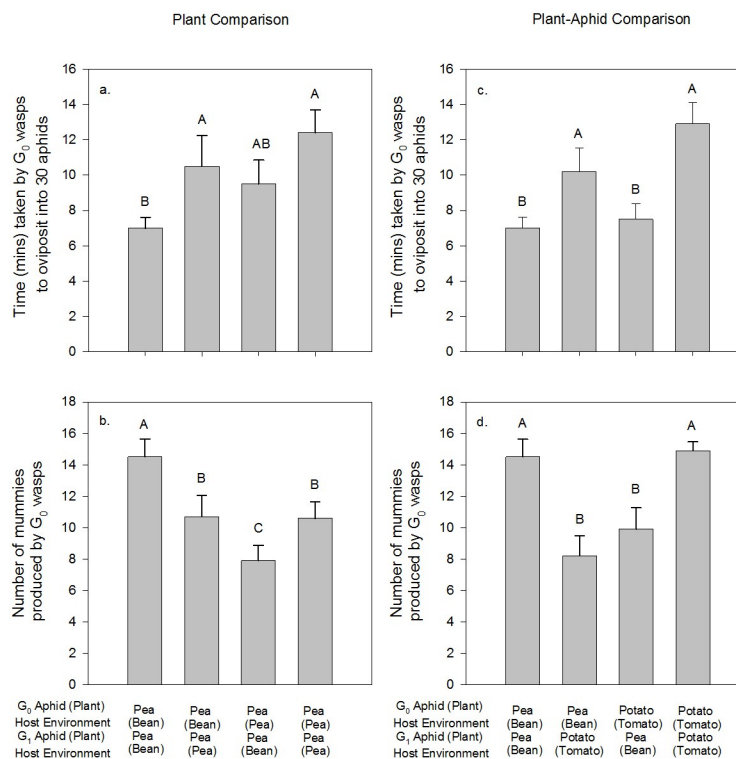 Plant Comparison
Plant-Aphid Comparison
Time (mins) taken by G₀ wasps
to oviposit into 30 aphids
16
14
12
10
8
6
4
2
0
a.
B
A
AB
A
Time (mins) taken by G₀ wasps
to oviposit into 30 aphids
16
14
12
10
8
6
4
2
0
c.
B
A
B
A
Number of mummies
produced by G₀ wasps
18
16
14
12
10
8
6
4
2
0
b.
A
B
C
B
Number of mummies
produced by G₀ wasps
18
16
14
12
10
8
6
4
2
0
d.
A
B
B
A
G₀ Aphid (Plant) Pea Pea Pea Pea
Host Environment (Bean) (Bean) (Pea) (Pea)
G₁ Aphid (Plant) Pea Pea Pea Pea
Host Environment (Bean) (Pea) (Bean) (Pea)
G₀ Aphid (Plant) Pea Pea Potato Potato
Host Environment (Bean) (Bean) (Tomato) (Tomato)
G₁ Aphid (Plant) Pea Potato Pea Potato
Host Environment (Bean) (Tomato) (Bean) (Tomato)